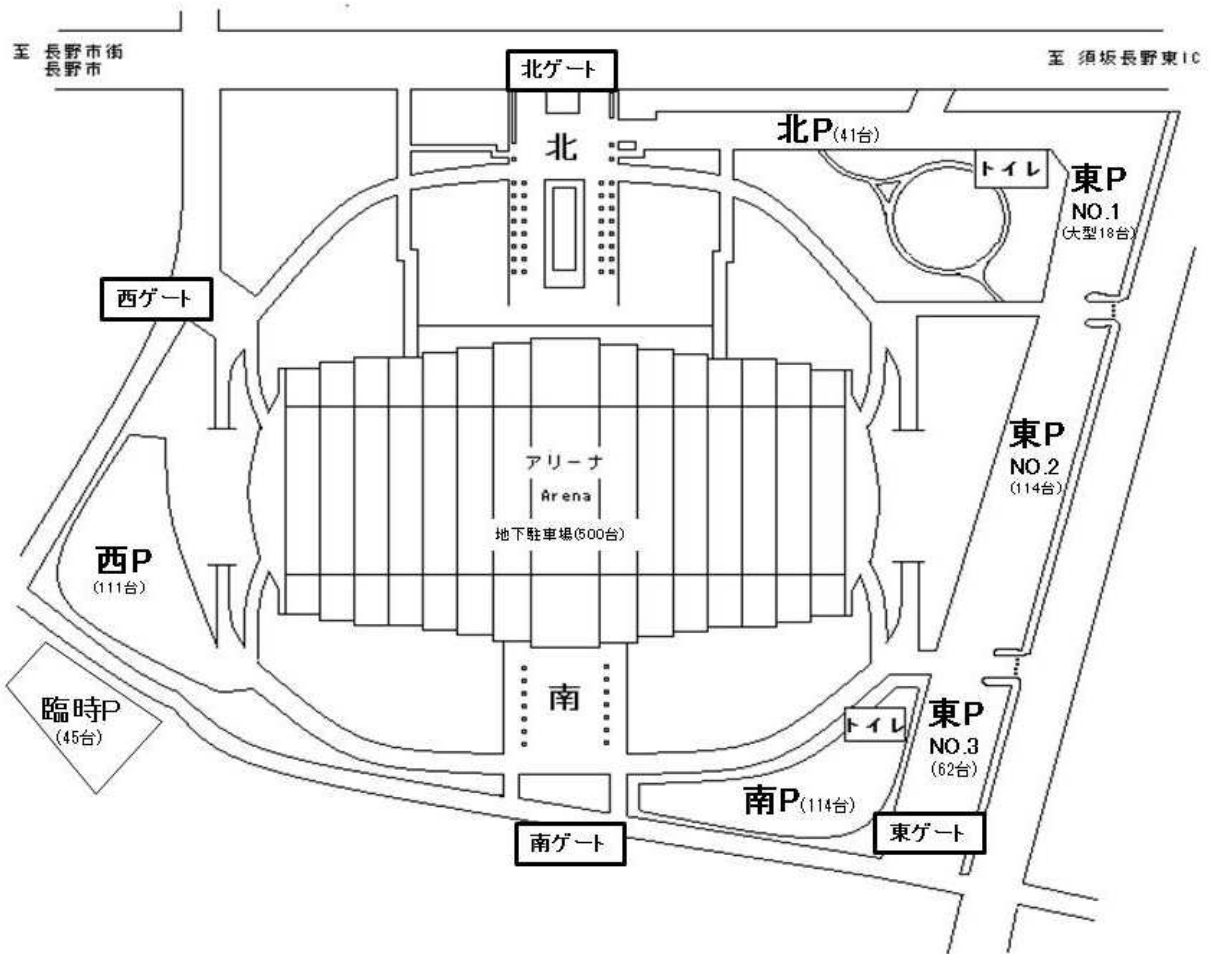 至 長野市街
長野市
北ゲート
至 須坂長野東IC
北
北P(41台)
トイレ
東P
NO.1
(大型18台)
西ゲート
アリーナ
Arena
地下駐車場(500台)
東P
NO.2
(114台)
西P
(111台)
臨時P
(45台)
南
トイレ
東P
NO.3
(62台)
南P(114台)
南ゲート
東ゲート